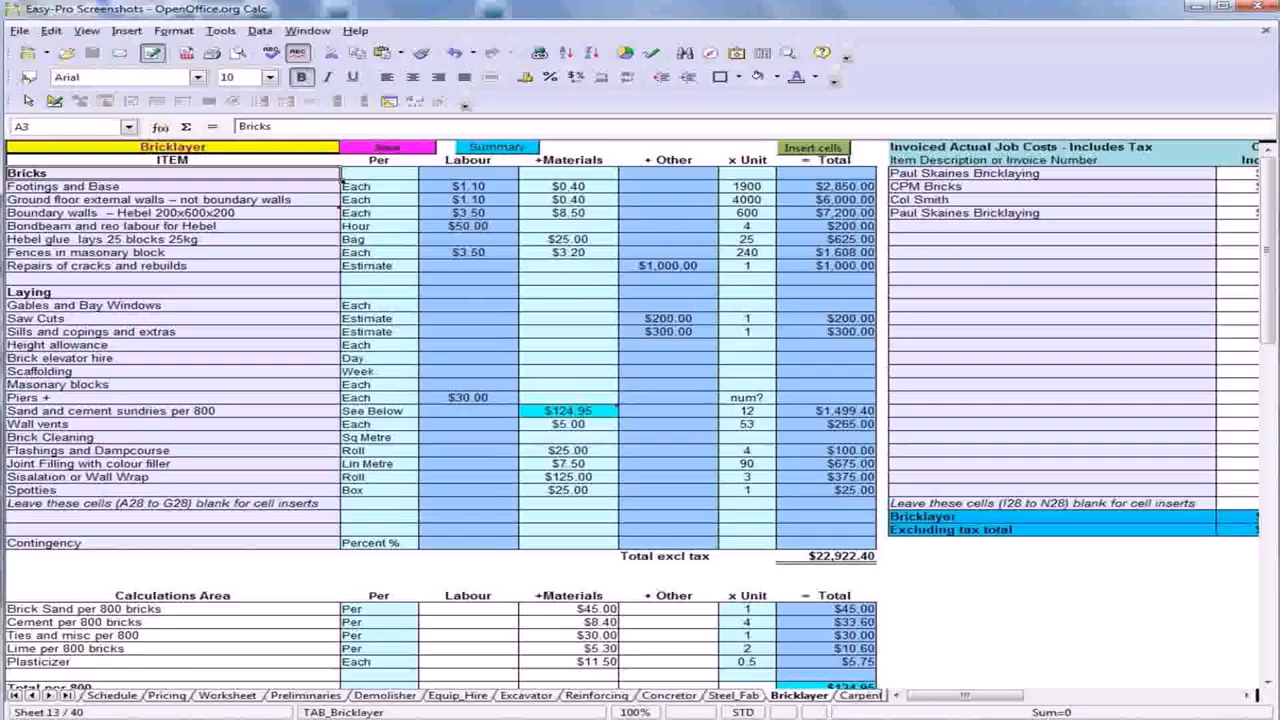 Easy-Pro Screenshots - OpenOffice.org Calc
File Edit View Insert Format Tools Data Window Help
Arial 10
A3 Bricks
Bricklayer Summary Insert cells Invoiced Actual Job Costs - Includes Tax
ITEM Per Labour +Materials + Other x Unit = Total Item Description or Invoice Number
Bricks Paul Skaines Bricklaying
Footings and Base Each $1.10 $0.40 1900 $2,850.00 CPM Bricks
Ground floor external walls – not boundary walls Each $1.10 $0.40 4000 $6,000.00 Col Smith
Boundary walls – Hebel 200x600x200 Each $3.50 $8.50 600 $7,200.00 Paul Skaines Bricklaying
Bondbeam and reo labour for Hebel Hour $50.00 4 $200.00
Hebel glue lays 25 blocks 25kg Bag $25.00 25 $625.00
Fences in masonary block Each $3.50 $3.20 240 $1,608.00
Repairs of cracks and rebuilds Estimate $1,000.00 1 $1,000.00
Laying
Gables and Bay Windows Each
Saw Cuts Estimate $200.00 1 $200.00
Sills and copings and extras Estimate $300.00 1 $300.00
Height allowance Each
Brick elevator hire Day
Scaffolding Week
Masonary blocks Each
Piers + Each $30.00 num?
Sand and cement sundries per 800 See Below $124.95 12 $1,499.40
Wall vents Each $5.00 53 $265.00
Brick Cleaning Sq Metre
Flashings and Dampcourse Roll $25.00 4 $100.00
Joint Filling with colour filler Lin Metre $7.50 90 $675.00
Sisalation or Wall Wrap Roll $125.00 3 $375.00
Spotties Box $25.00 1 $25.00
Leave these cells (A28 to G28) blank for cell inserts Leave these cells (I28 to N28) blank for cell inserts
Bricklayer
Excluding tax total
Contingency Percent %
Total excl tax $22,922.40
Calculations Area Per Labour +Materials + Other x Unit = Total
Brick Sand per 800 bricks Per $45.00 1 $45.00
Cement per 800 bricks Per $8.40 4 $33.60
Ties and misc per 800 Per $30.00 1 $30.00
Lime per 800 bricks Per $5.30 2 $10.60
Plasticizer Each $11.50 0.5 $5.75
Total per 800 $124.95
Schedule Pricing Worksheet Preliminaries Demolisher Equip_Hire Excavator Reinforcing Concretor Steel_Fab Bricklayer Carpent
Sheet 13 / 40 TAB_Bricklayer 100% STD Sum=0